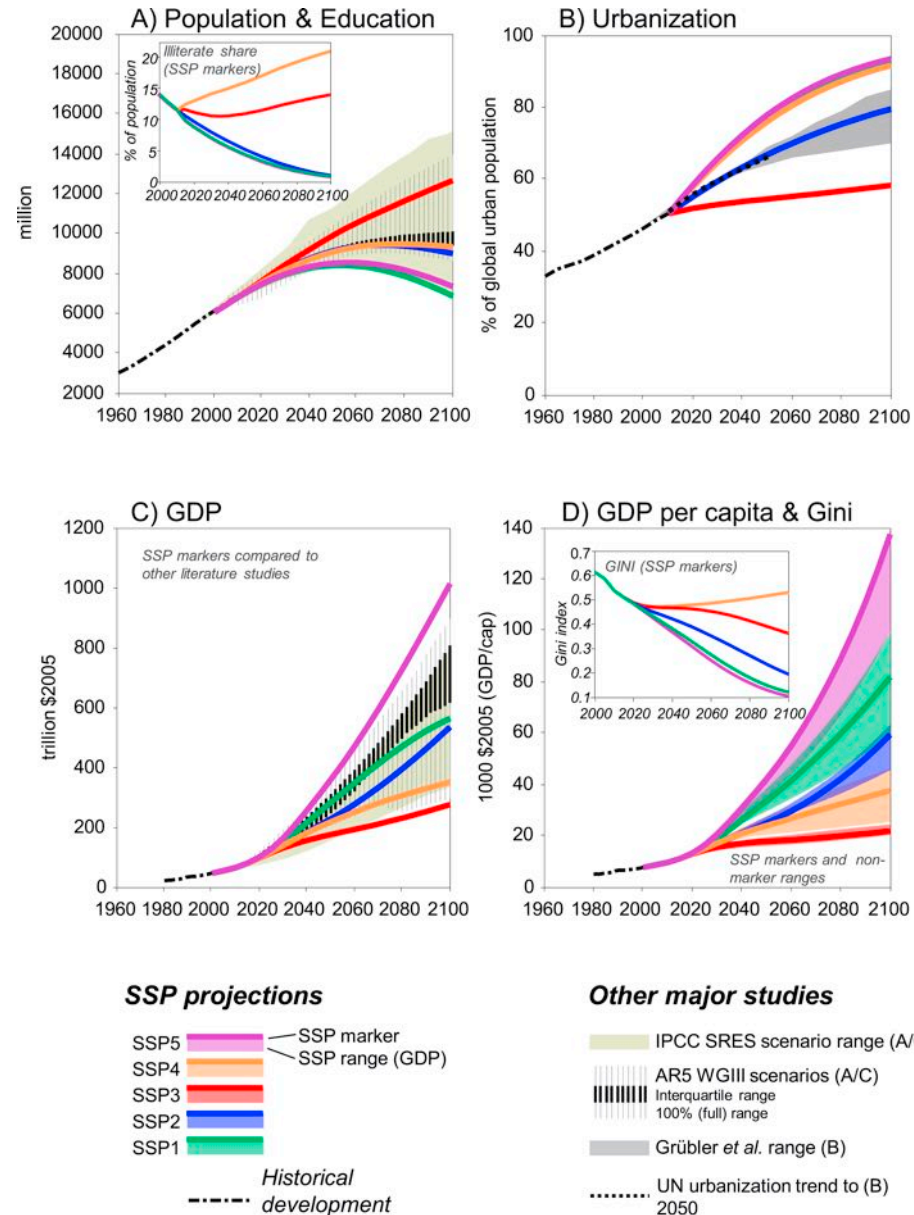 A) Population & Education
20000
18000
16000
14000
12000
10000
8000
6000
4000
2000
million
1960 1980 2000 2020 2040 2060 2080 2100
Illiterate share
(SSP markers)
20
15
10
5
0
% of population
2000 2020 2040 2060 2080 2100
B) Urbanization
100
80
60
40
20
0
% of global urban population
1960 1980 2000 2020 2040 2060 2080 2100
C) GDP
1200
1000
800
600
400
200
0
trillion $2005
SSP markers compared to
other literature studies
1960 1980 2000 2020 2040 2060 2080 2100
D) GDP per capita & Gini
140
120
100
80
60
40
20
0
1000 $2005 (GDP/cap)
GINI (SSP markers)
0.7
0.6
0.5
0.4
0.3
0.2
0.1
Gini index
2000 2020 2040 2060 2080 2100
SSP markers and non-
marker ranges
1960 1980 2000 2020 2040 2060 2080 2100
SSP projections
SSP5
SSP marker
SSP range (GDP)
SSP4
SSP3
SSP2
SSP1
Historical
development
Other major studies
IPCC SRES scenario range (A/
AR5 WGIII scenarios (A/C)
Interquartile range
100% (full) range
Grübler et al. range (B)
UN urbanization trend to (B)
2050